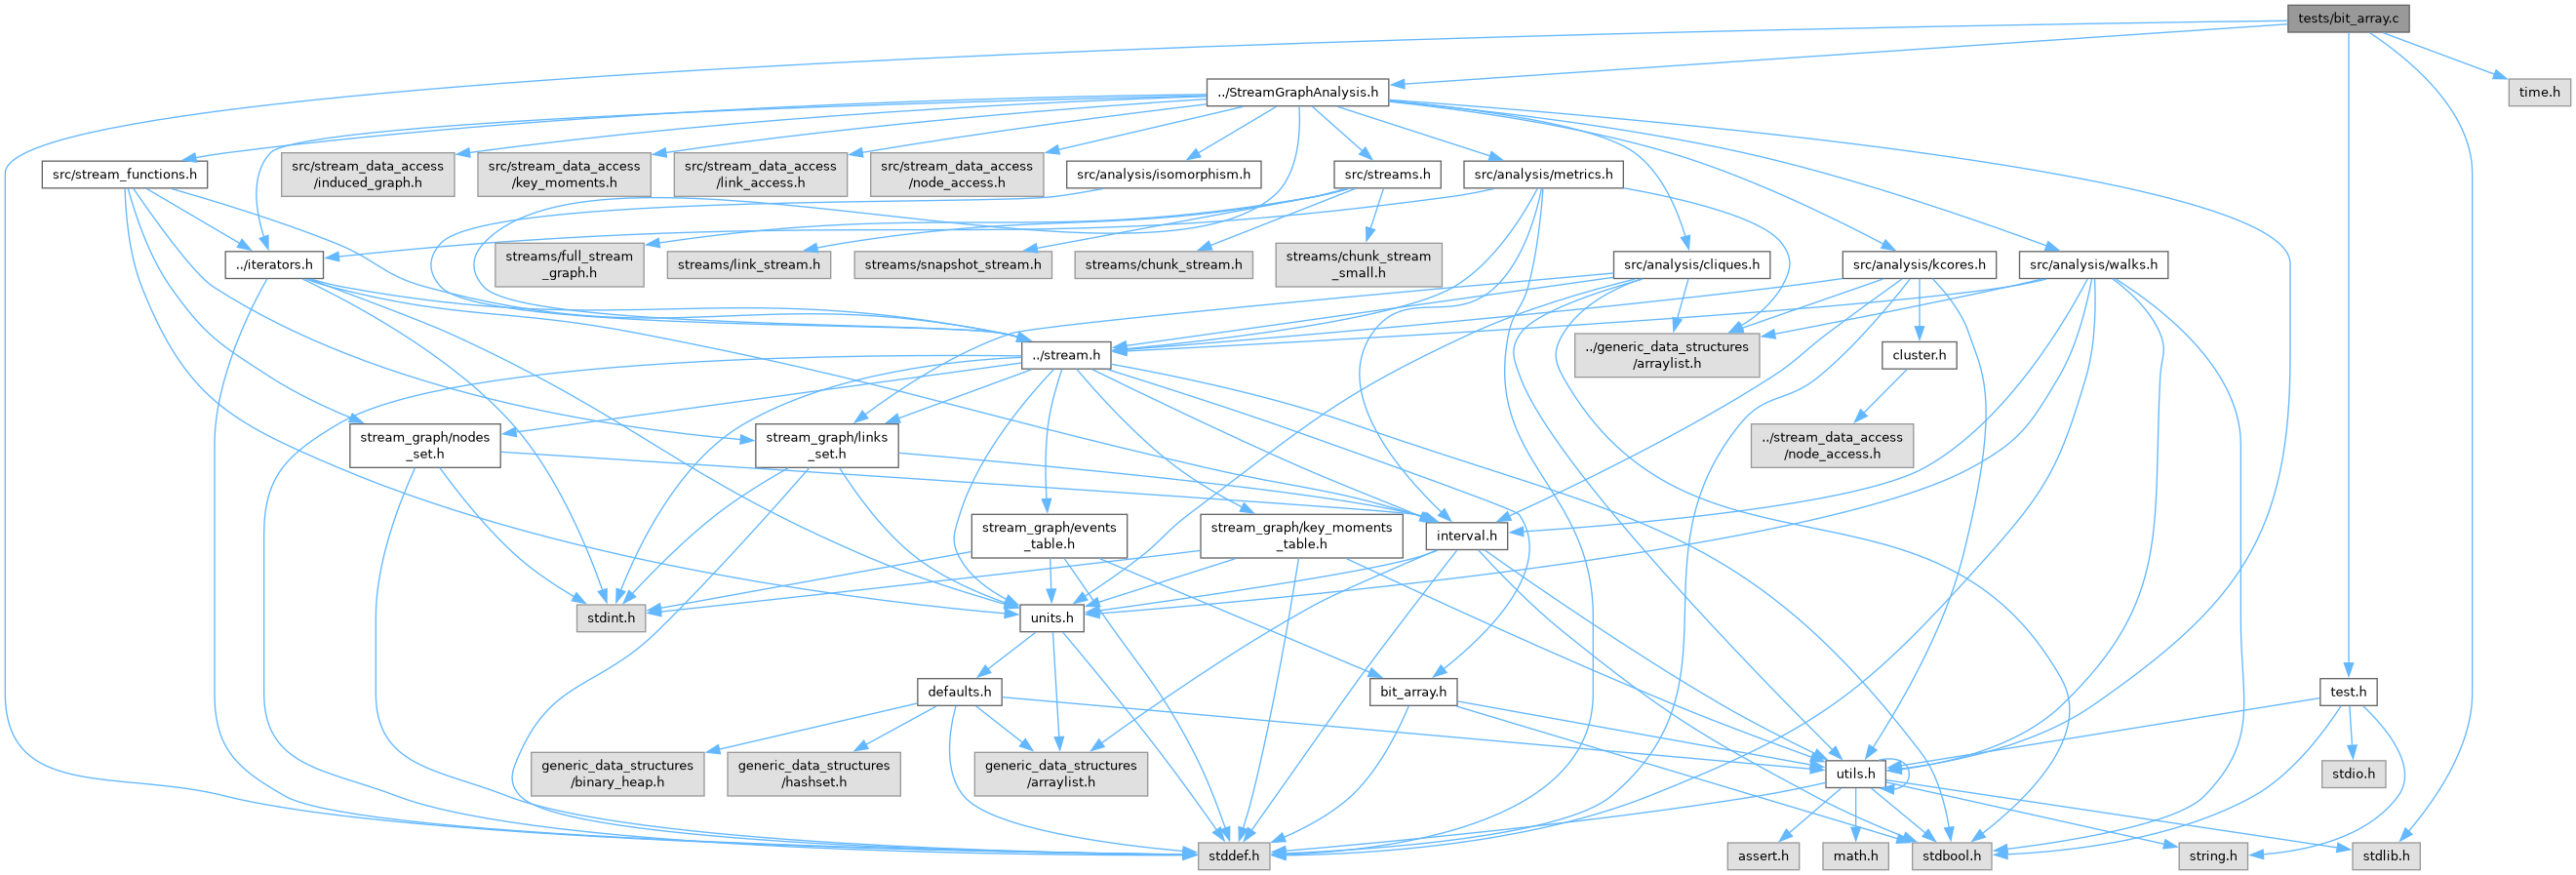 tests/bit_array.c
../StreamGraphAnalysis.h
time.h
src/stream_functions.h
src/stream_data_access
/induced_graph.h
src/stream_data_access
/key_moments.h
src/stream_data_access
/link_access.h
src/stream_data_access
/node_access.h
src/analysis/isomorphism.h
src/streams.h
src/analysis/metrics.h
../iterators.h
streams/full_stream
_graph.h
streams/link_stream.h
streams/snapshot_stream.h
streams/chunk_stream.h
streams/chunk_stream
_small.h
src/analysis/cliques.h
src/analysis/kcores.h
src/analysis/walks.h
../stream.h
../generic_data_structures
/arraylist.h
cluster.h
stream_graph/nodes
_set.h
stream_graph/links
_set.h
../stream_data_access
/node_access.h
stream_graph/events
_table.h
stream_graph/key_moments
_table.h
interval.h
stdint.h
units.h
defaults.h
bit_array.h
test.h
generic_data_structures
/binary_heap.h
generic_data_structures
/hashset.h
generic_data_structures
/arraylist.h
utils.h
stdio.h
stddef.h
assert.h
math.h
stdbool.h
string.h
stdlib.h